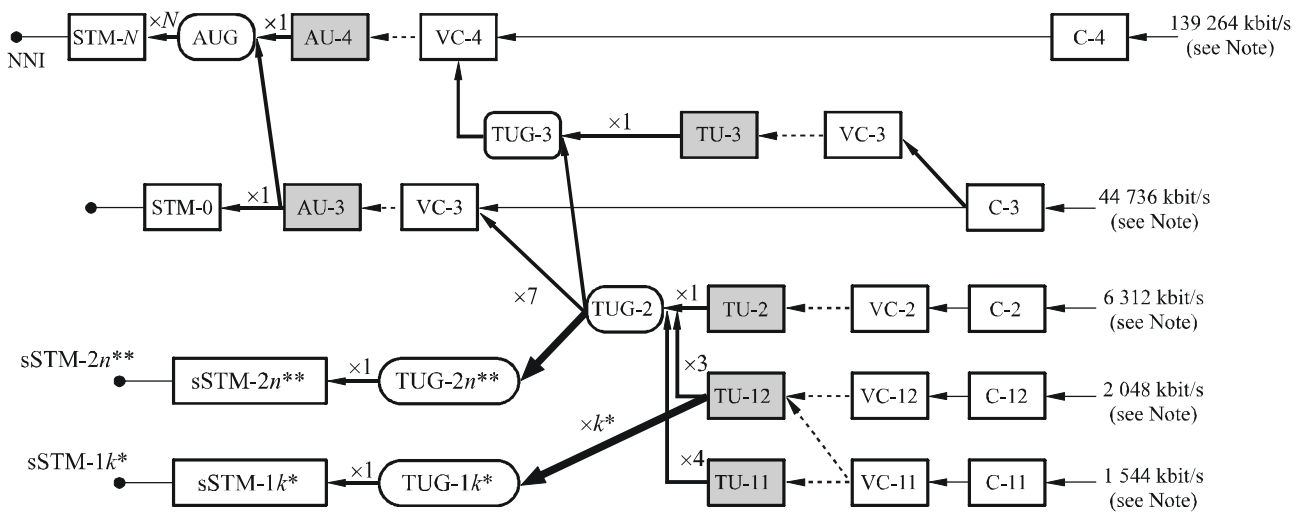 ×N ×1 139 264 kbit/s
STM-N AUG AU-4 VC-4 C-4 (see Note)
NNI
×1
TUG-3 TU-3 VC-3
×1 44 736 kbit/s
STM-0 AU-3 VC-3 C-3 (see Note)
×7 ×1 6 312 kbit/s
TUG-2 TU-2 VC-2 C-2 (see Note)
sSTM-2n** ×1 ×3 2 048 kbit/s
sSTM-2n** TUG-2n** TU-12 VC-12 C-12 (see Note)
×k*
sSTM-1k* ×1 ×4 1 544 kbit/s
sSTM-1k* TUG-1k* TU-11 VC-11 C-11 (see Note)